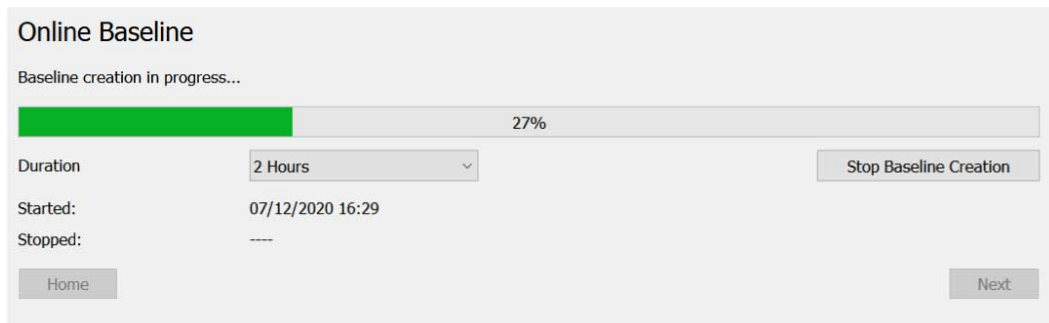 Online Baseline
Baseline creation in progress...
27%
Duration 2 Hours Stop Baseline Creation
Started: 07/12/2020 16:29
Stopped: ----
Home Next